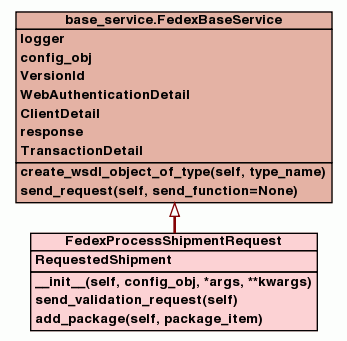 base_service.FedexBaseService
logger
config_obj
VersionId
WebAuthenticationDetail
ClientDetail
response
TransactionDetail
create_wsdl_object_of_type(self, type_name)
send_request(self, send_function=None)
FedexProcessShipmentRequest
RequestedShipment
__init__(self, config_obj, *args, **kwargs)
send_validation_request(self)
add_package(self, package_item)